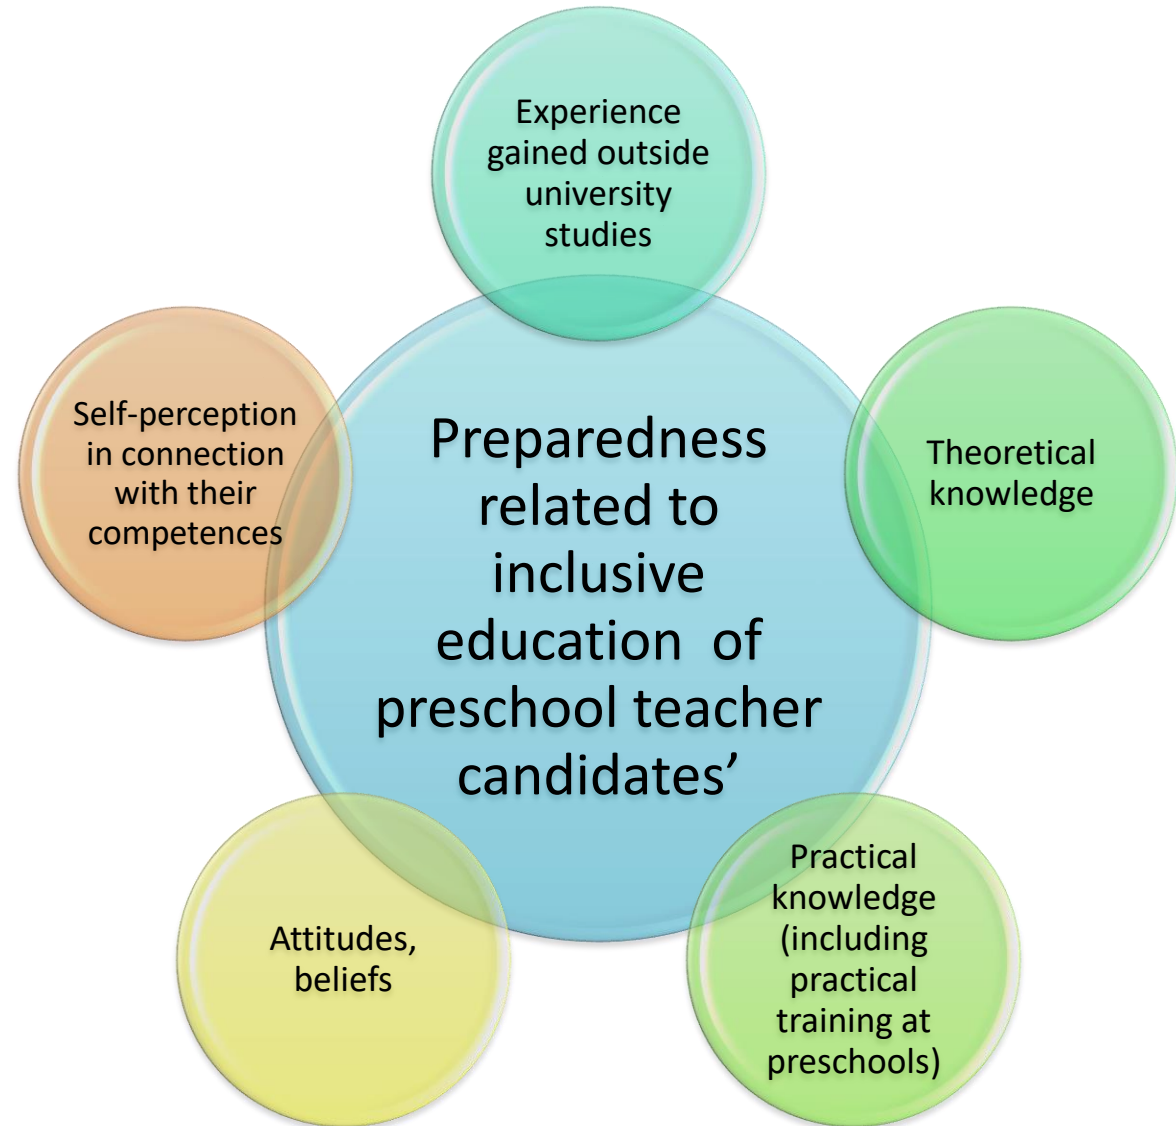 Experience
gained outside
university
studies
Self-perception
in connection
with their
competences
Preparedness
related to
inclusive
education  of
preschool teacher
candidates’
Theoretical
knowledge
Attitudes,
beliefs
Practical
knowledge
(including
practical
training at
preschools)